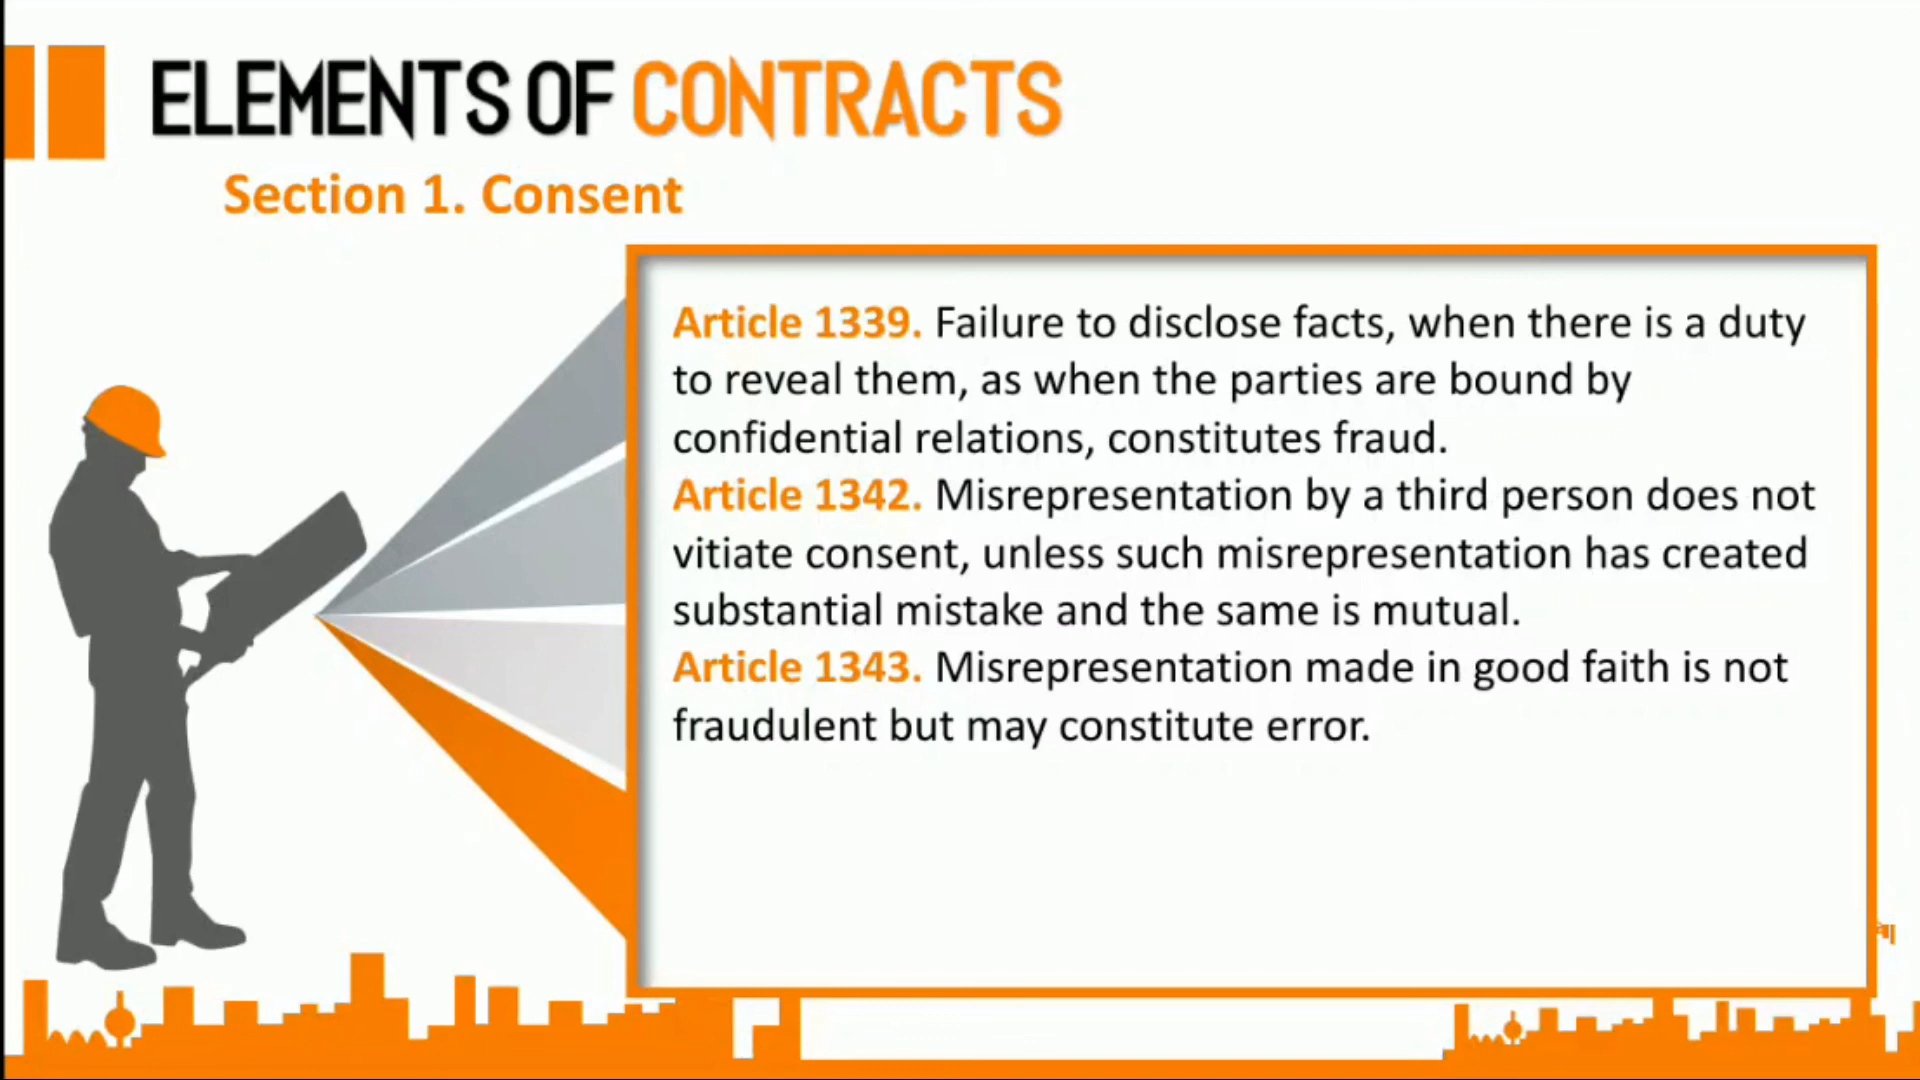 ELEMENTS OF CONTRACTS
Section 1. Consent
Article 1339. Failure to disclose facts, when there is a duty
to reveal them, as when the parties are bound by
confidential relations, constitutes fraud.
Article 1342. Misrepresentation by a third person does not
vitiate consent, unless such misrepresentation has created
substantial mistake and the same is mutual.
Article 1343. Misrepresentation made in good faith is not
fraudulent but may constitute error.